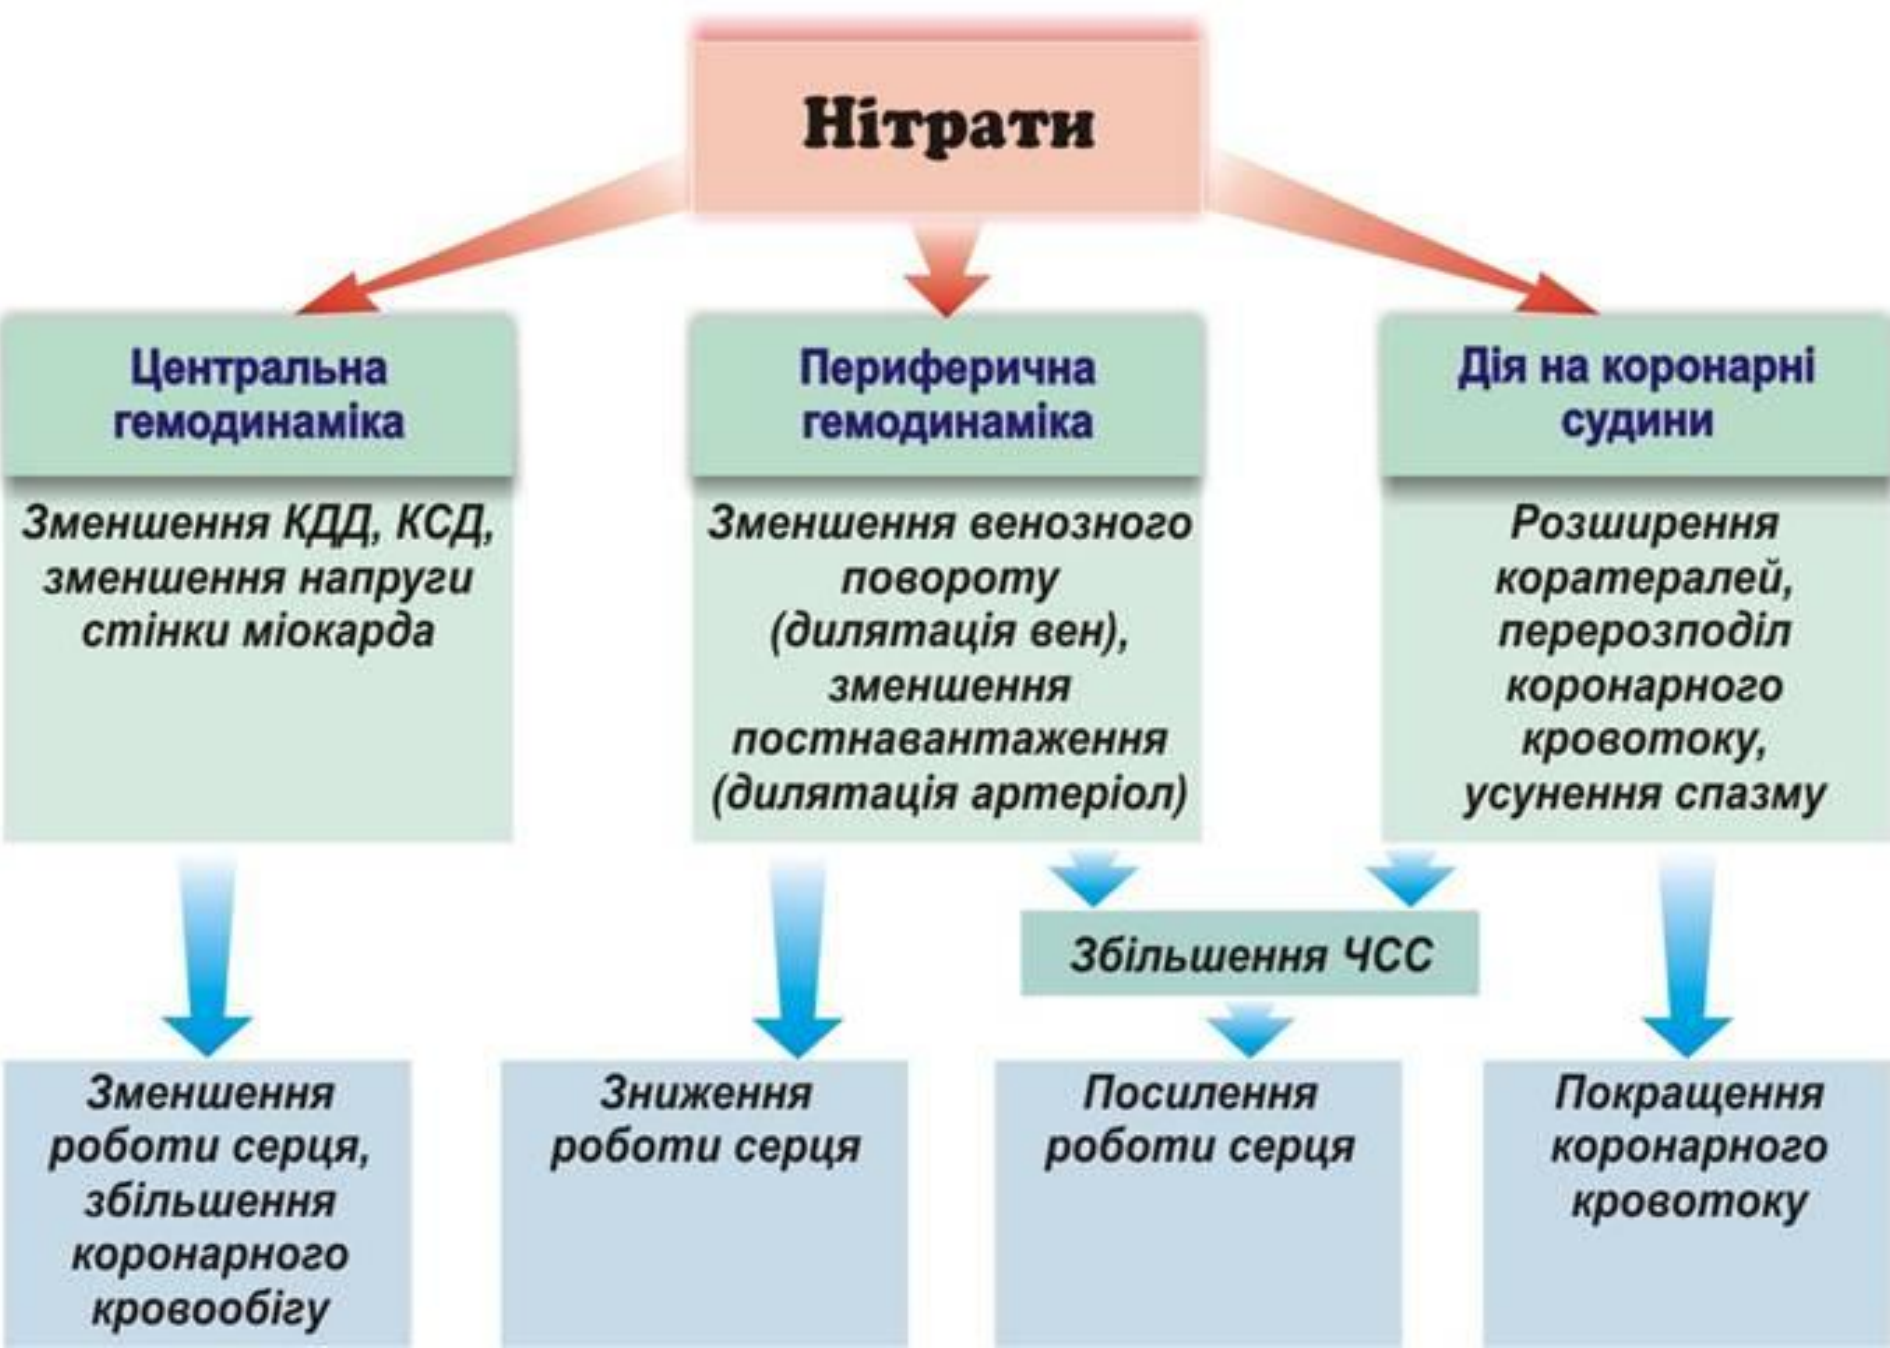 Нітрати
Центральна
гемодинаміка
Зменшення КДД, КСД,
зменшення напруги
стінки міокарда
Периферична
гемодинаміка
Зменшення венозного
повороту
(дилятація вен),
зменшення
постнавантаження
(дилятація артеріол)
Дія на коронарні
судини
Розширення
коратералей,
перерозподіл
коронарного
кровотоку,
усунення спазму
Збільшення ЧСС
Зменшення
роботи серця,
збільшення
коронарного
кровообігу
Зниження
роботи серця
Посилення
роботи серця
Покращення
коронарного
кровотоку